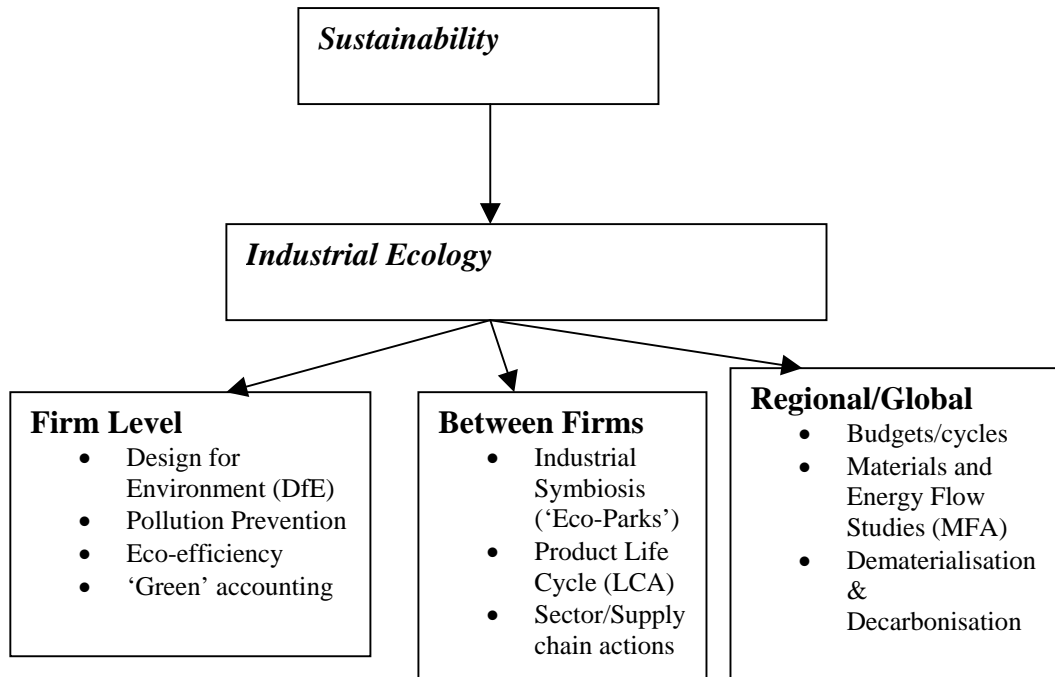 Sustainability
Industrial Ecology
Firm Level
• Design for
Environment (DfE)
• Pollution Prevention
• Eco-efficiency
• ‘Green’ accounting
Between Firms
• Industrial
Symbiosis
(‘Eco-Parks’)
• Product Life
Cycle (LCA)
• Sector/Supply
chain actions
Regional/Global
• Budgets/cycles
• Materials and
Energy Flow
Studies (MFA)
• Dematerialisation
&
Decarbonisation